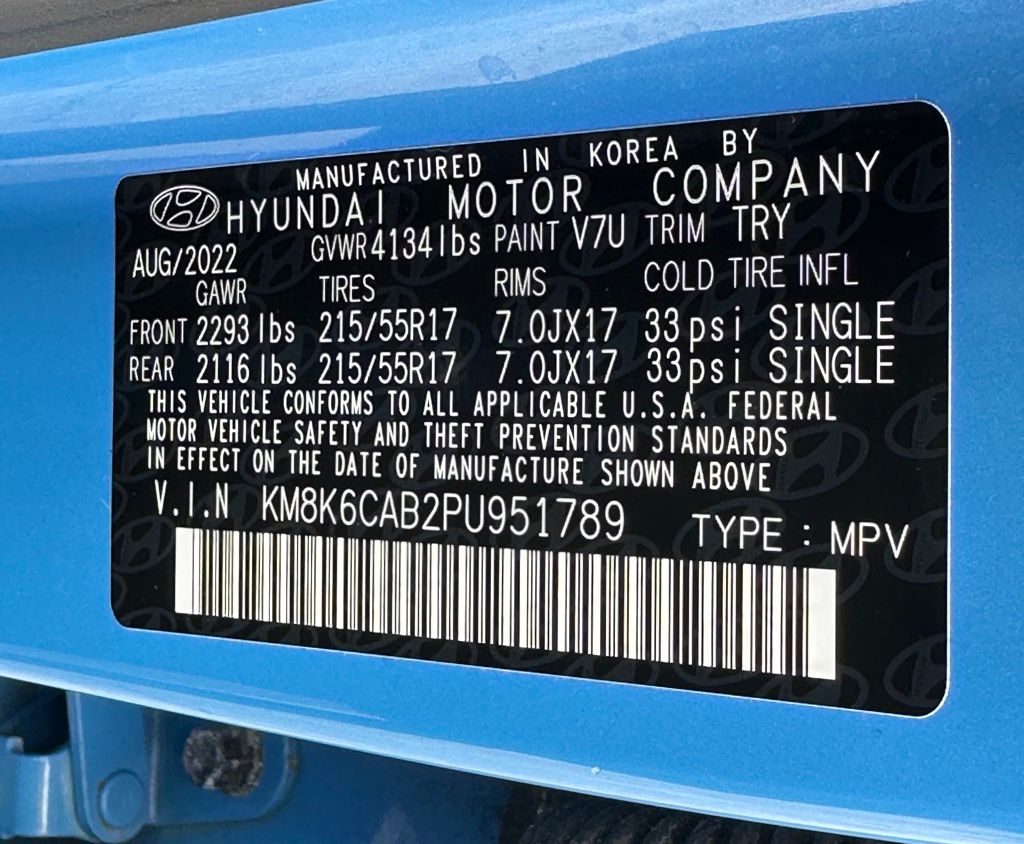 MANUFACTURED IN KOREA BY
HYUNDAI MOTOR COMPANY
AUG/2022 GVWR 4134lbs PAINT V7U TRIM TRY
GAWR TIRES RIMS COLD TIRE INFL
FRONT 2293 lbs 215/55R17 7.0JX17 33psi SINGLE
REAR 2116 lbs 215/55R17 7.0JX17 33psi SINGLE
THIS VEHICLE CONFORMS TO ALL APPLICABLE U.S.A. FEDERAL
MOTOR VEHICLE SAFETY AND THEFT PREVENTION STANDARDS
IN EFFECT ON THE DATE OF MANUFACTURE SHOWN ABOVE
V.I.N KM8K6CAB2PU951789 TYPE : MPV